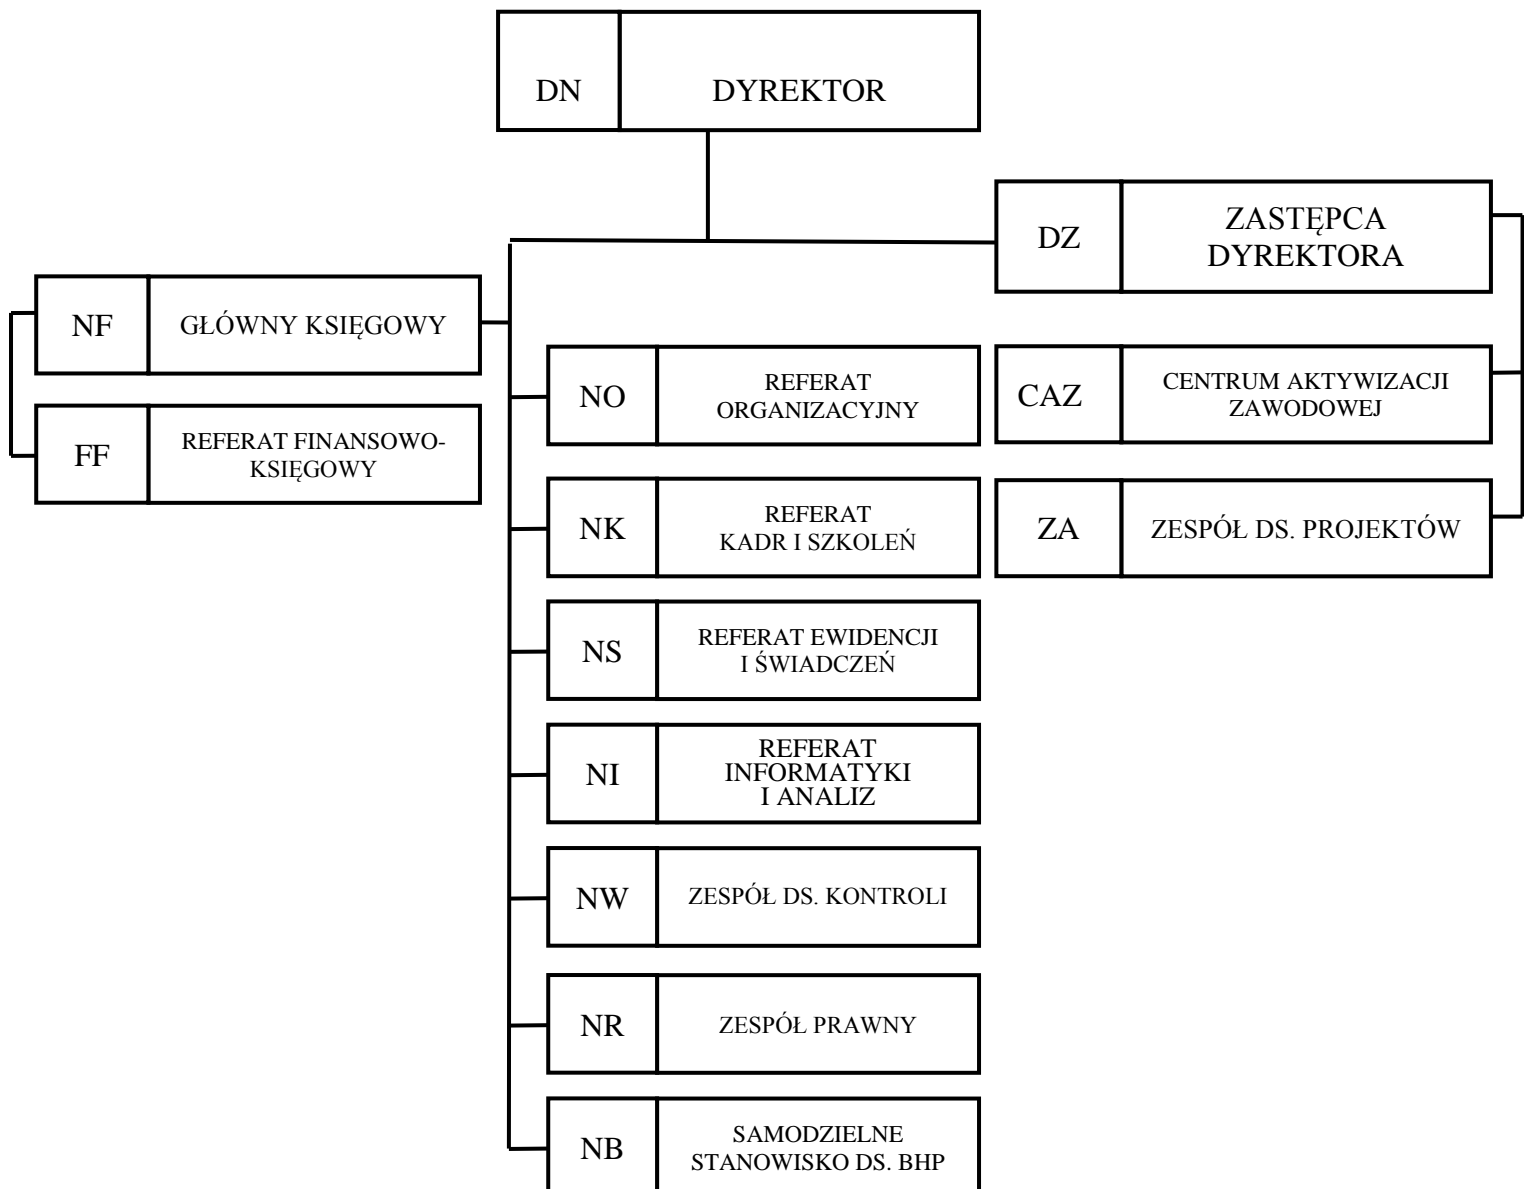 DN
DYREKTOR
DZ
ZASTĘPCA
DYREKTORA
NF
GŁÓWNY KSIĘGOWY
FF
REFERAT FINANSOWO-
KSIĘGOWY
NO
REFERAT
ORGANIZACYJNY
CAZ
CENTRUM AKTYWIZACJI
ZAWODOWEJ
NK
REFERAT
KADR I SZKOLEŃ
ZA
ZESPÓŁ DS. PROJEKTÓW
NS
REFERAT EWIDENCJI
I ŚWIADCZEŃ
NI
REFERAT
INFORMATYKI
I ANALIZ
NW
ZESPÓŁ DS. KONTROLI
NR
ZESPÓŁ PRAWNY
NB
SAMODZIELNE
STANOWISKO DS. BHP